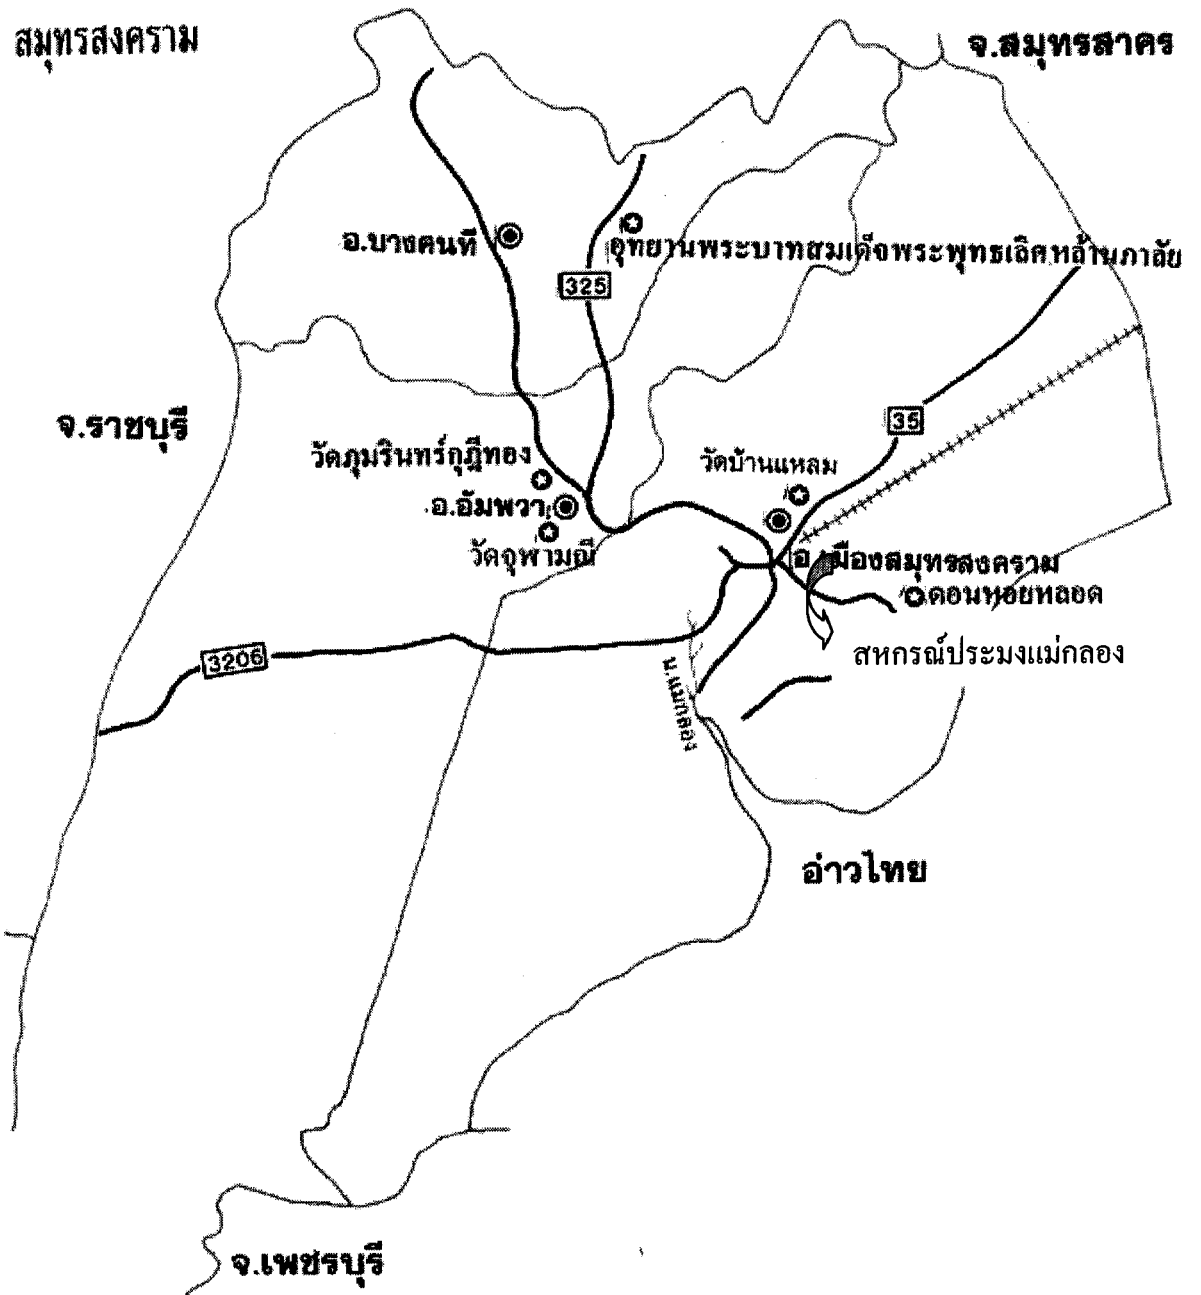 สมุทรสงคราม
จ.สมุทรสาคร
อ.บางคนที
อุทยานพระบาทสมเด็จพระพุทธเลิศหล้านภาลัย
325
จ.ราชบุรี
35
วัดภุมรินทร์กุฎีทอง
วัดบ้านแหลม
อ.อัมพวา
วัดจุฬามณี
อ.เมืองสมุทรสงคราม
ดอนหอยหลอด
3206
สหกรณ์ประมงแม่กลอง
น.แม่กลอง
อ่าวไทย
จ.เพชรบุรี